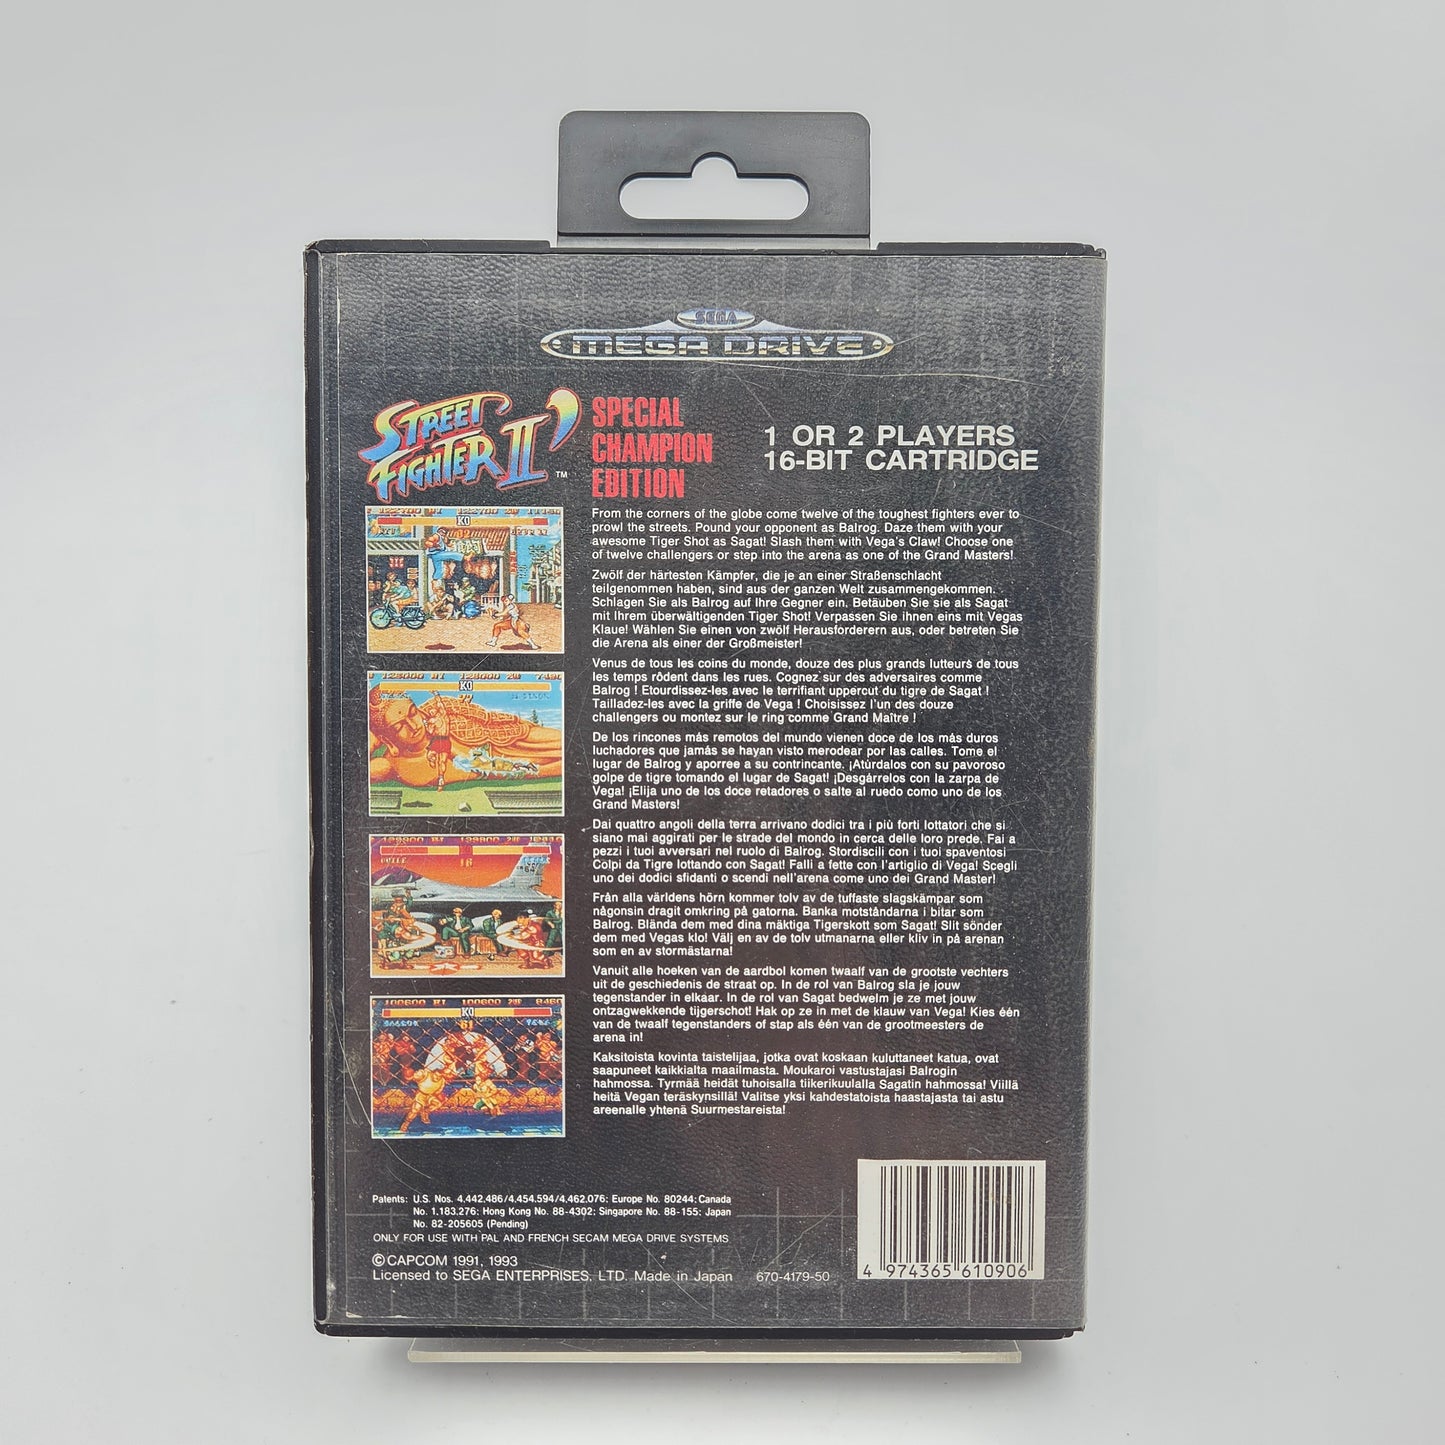 SEGA
MEGA DRIVE
STREET
FIGHTER II'
TM
SPECIAL
CHAMPION
EDITION
1 OR 2 PLAYERS
16-BIT CARTRIDGE
From the corners of the globe come twelve of the toughest fighters ever to
prowl the streets. Pound your opponent as Balrog. Daze them with your
awesome Tiger Shot as Sagat! Slash them with Vega's Claw! Choose one
of twelve challengers or step into the arena as one of the Grand Masters!
Zwölf der härtesten Kämpfer, die je an einer Straßenschlacht
teilgenommen haben, sind aus der ganzen Welt zusammengekommen.
Schlagen Sie als Balrog auf Ihre Gegner ein. Betäuben Sie sie als Sagat
mit Ihrem überwältigenden Tiger Shot! Verpassen Sie ihnen eins mit Vegas
Klaue! Wählen Sie einen von zwölf Herausforderern aus, oder betreten Sie
die Arena als einer der Großmeister!
Venus de tous les coins du monde, douze des plus grands lutteurs de tous
les temps rôdent dans les rues. Cognez sur des adversaires comme
Balrog ! Etourdissez-les avec le terrifiant uppercut du tigre de Sagat !
Tailladez-les avec la griffe de Vega ! Choisissez l'un des douze
challengers ou montez sur le ring comme Grand Maître !
De los rincones más remotos del mundo vienen doce de los más duros
luchadores que jamás se hayan visto merodear por las calles. Tome el
lugar de Balrog y aporree a su contrincante. ¡Atúrdalos con su pavoroso
golpe de tigre tomando el lugar de Sagat! ¡Desgárrelos con la zarpa de
Vega! ¡Elija uno de los doce retadores o salte al ruedo como uno de los
Grand Masters!
Dai quattro angoli della terra arrivano dodici tra i più forti lottatori che si
siano mai aggirati per le strade del mondo in cerca delle loro prede. Fai a
pezzi i tuoi avversari nel ruolo di Balrog. Stordiscili con i tuoi spaventosi
Colpi da Tigre lottando con Sagat! Falli a fette con l'artiglio di Vega! Scegli
uno dei dodici sfidanti o scendi nell'arena come uno dei Grand Master!
Från alla världens hörn kommer tolv av de tuffaste slagskämpar som
någonsin dragit omkring på gatorna. Banka motståndarna i bitar som
Balrog. Blända dem med dina mäktiga Tigerskott som Sagat! Slit sönder
dem med Vegas klo! Välj en av de tolv utmanarna eller kliv in på arenan
som en av stormästarna!
Vanuit alle hoeken van de aardbol komen twaalf van de grootste vechters
uit de geschiedenis de straat op. In de rol van Balrog sla je jouw
tegenstander in elkaar. In de rol van Sagat bedwelm je ze met jouw
ontzagwekkende tijgerschot! Hak op ze in met de klauw van Vega! Kies één
van de twaalf tegenstanders of stap als één van de grootmeesters de
arena in!
Kaksitoista kovinta taistelijaa, jotka ovat koskaan kuluttaneet katua, ovat
saapuneet kaikkialta maailmasta. Moukaroi vastustajasi Balrogin
hahmossa. Tyrmää heidät tuhoisalla tiikerikuulalla Sagatin hahmossa! Viillä
heitä Vegan teräskynsillä! Valitse yksi kahdestatoista haastajasta tai astu
areenalle yhtenä Suurmestareista!
KO
KO
GUILE
16
100600 100600
KO
61
Patents: U.S. Nos. 4,442,486/4,454,594/4,462,076; Europe No. 80244; Canada
No. 1,183,276; Hong Kong No. 88-4302; Singapore No. 88-155; Japan
No. 82-205605 (Pending)
ONLY FOR USE WITH PAL AND FRENCH SECAM MEGA DRIVE SYSTEMS
©CAPCOM 1991, 1993
Licensed to SEGA ENTERPRISES, LTD. Made in Japan 670-4179-50
4 974365 610906